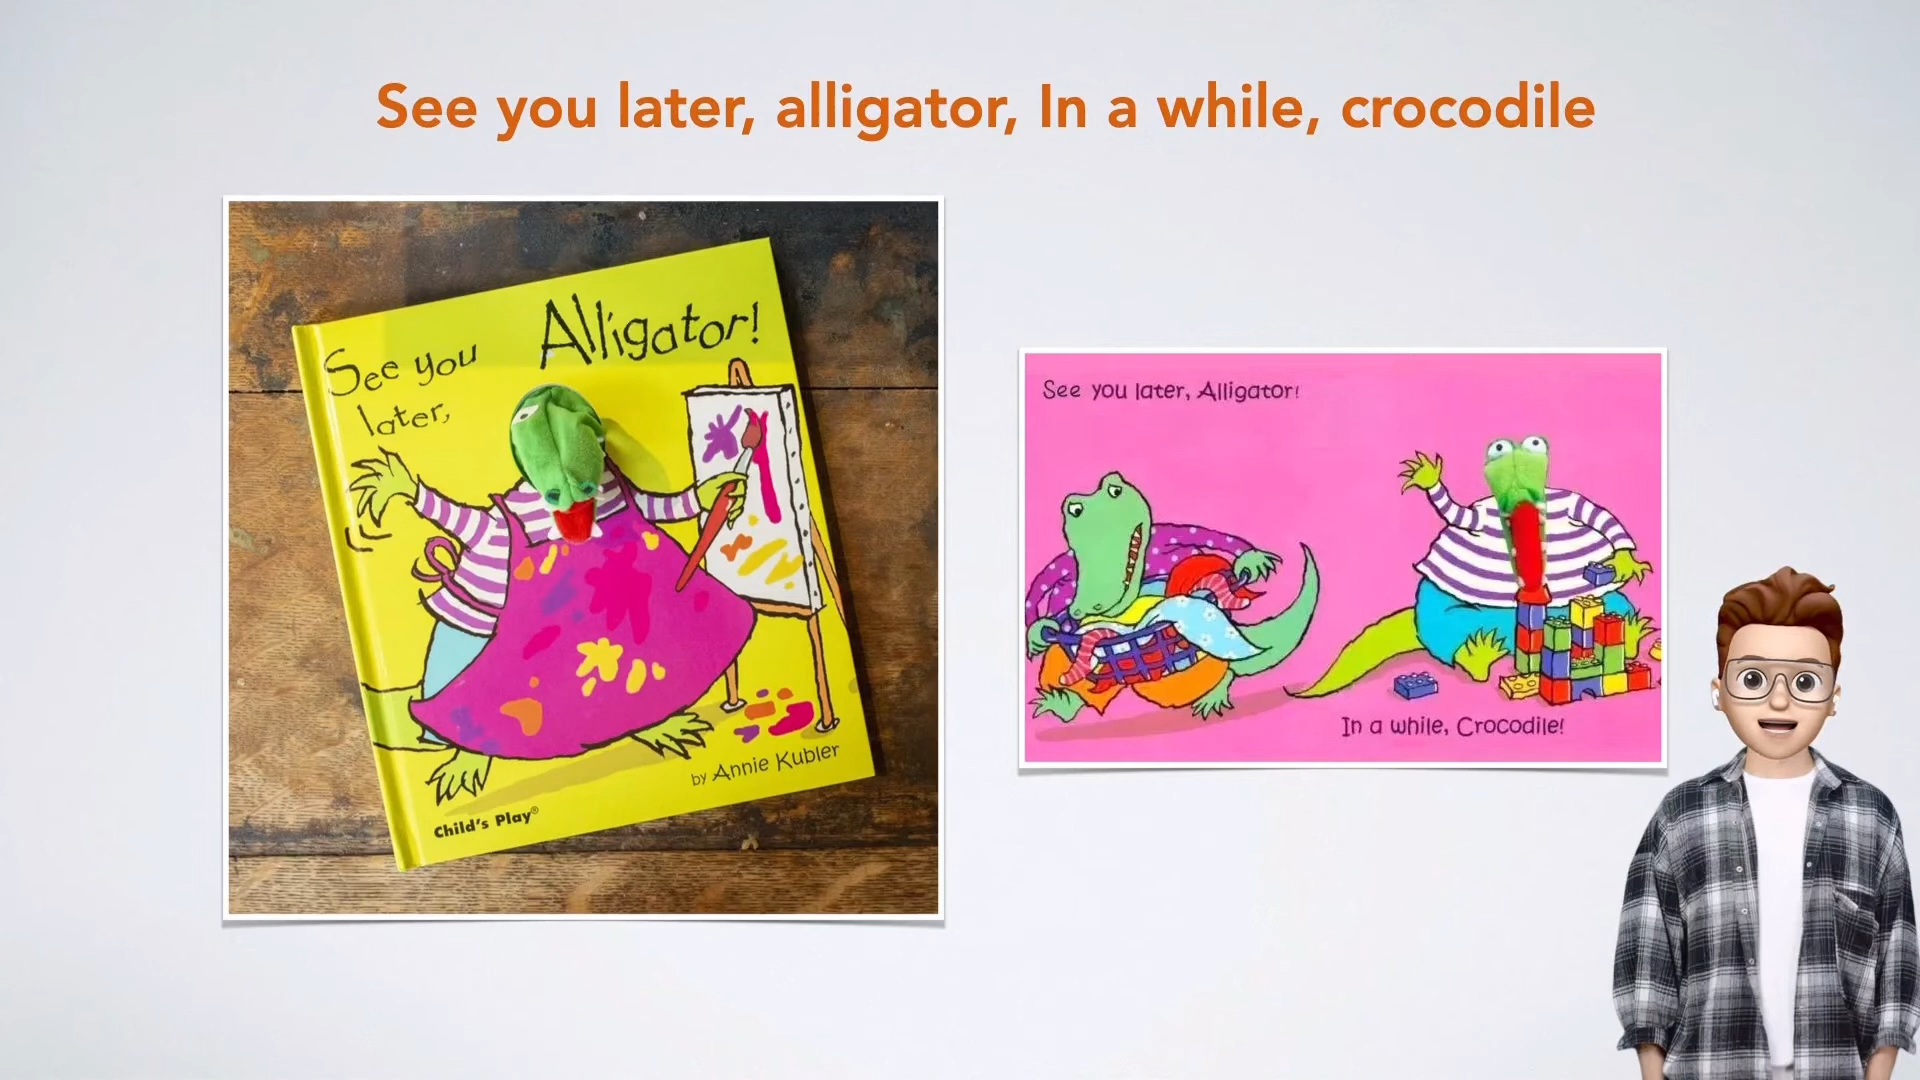 See you later, alligator, In a while, crocodile
See you
later,
Alligator!
by Annie Kubler
Child's Play®
See you later, Alligator!
In a while, Crocodile!